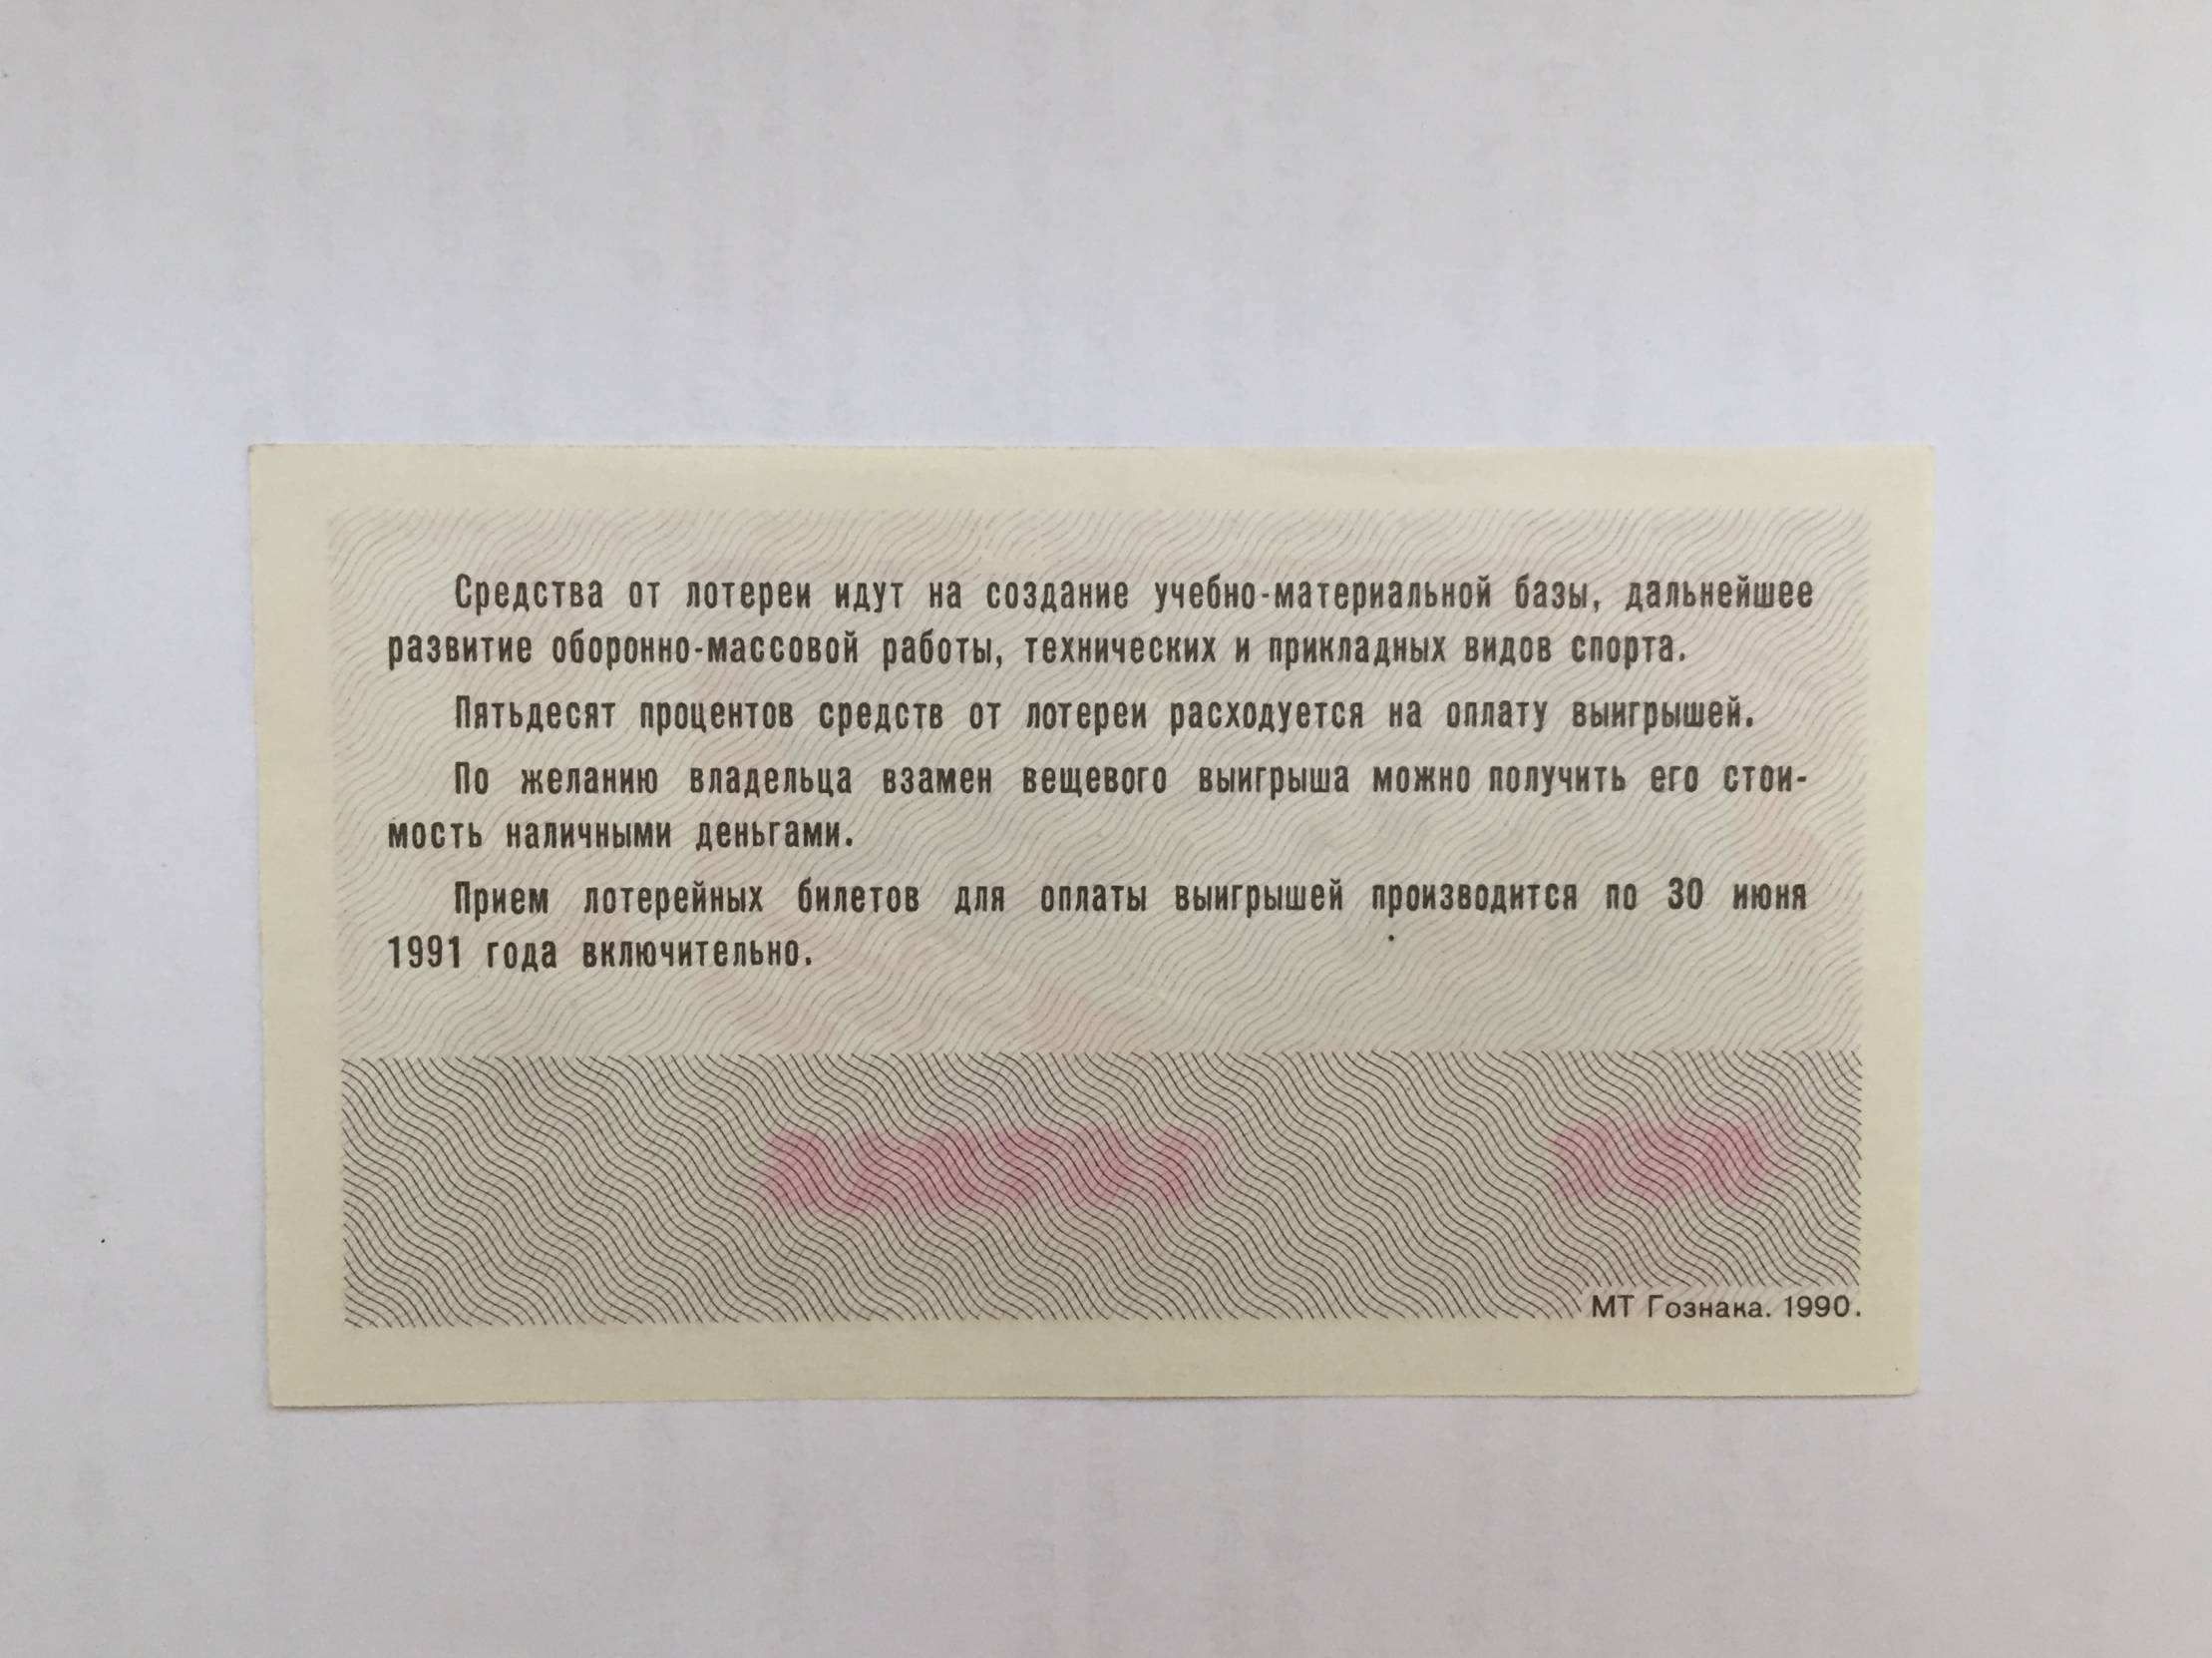 Средства от лотереи идут на создание учебно-материальной базы, дальнейшее
развитие оборонно-массовой работы, технических и прикладных видов спорта.
Пятьдесят процентов средств от лотереи расходуется на оплату выигрышей.
По желанию владельца взамен вещевого выигрыша можно получить его стои-
мость наличными деньгами.
Прием лотерейных билетов для оплаты выигрышей производится по 30 июня
1991 года включительно.
МТ Гознака. 1990.